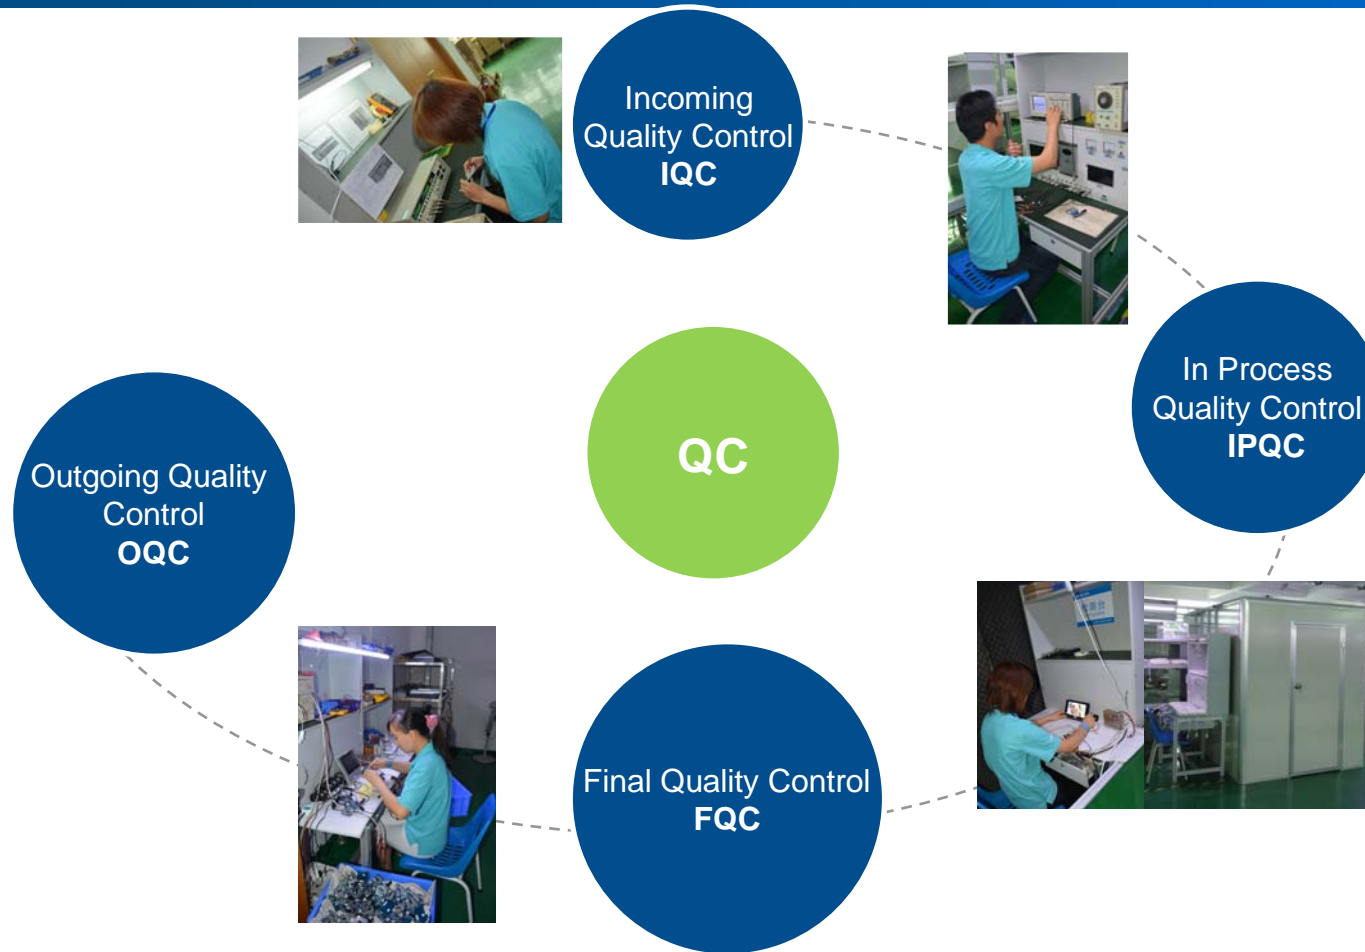 Incoming
Quality Control
IQC
In Process
Quality Control
IPQC
QC
Outgoing Quality
Control
OQC
Final Quality Control
FQC